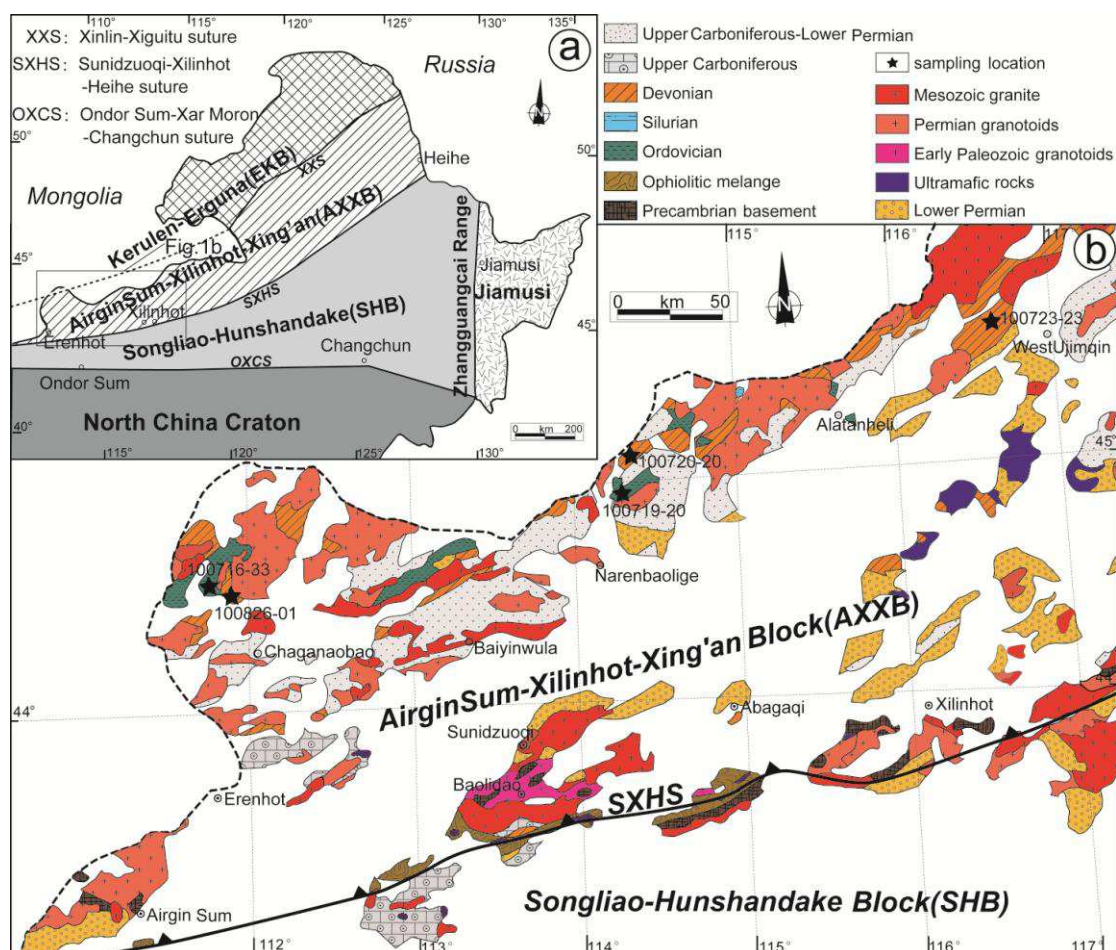 110°
115°
120°
125°
130°
135°
XXS: Xinlin-Xiguitu suture
SXHS: Sunidzuoqi-Xilinhot
-Heihe suture
OXCS: Ondor Sum-Xar Moron
-Changchun suture
a
Russia
N
50°
50°
Heihe
XXS
Mongolia
Kerulen-Erguna(EKB)
Fig.1b
45°
AirginSum-Xilinhot-Xing'an(AXXB)
Xilinhot
SXHS
Erenhot
Songliao-Hunshandake(SHB)
Zhangguangcai Range
Jiamusi
Jiamusi
45°
OXCS
Changchun
Ondor Sum
North China Craton
40°
0 km 200
40°
115°
120°
125°
130°
Upper Carboniferous-Lower Permian
Upper Carboniferous
Devonian
Silurian
Ordovician
Ophiolitic melange
Precambrian basement
sampling location
Mesozoic granite
Permian granotoids
Early Paleozoic granotoids
Ultramafic rocks
Lower Permian
115°
116°
117°
b
0 km 50
N
100723-23
WestUjimqin
Alatanheli
45°
100720-20
100719-20
Narenbaolige
100716-33
100826-01
Chaganaobao
Baiyinwula
AirginSum-Xilinhot-Xing'an Block(AXXB)
44°
44°
Abagaqi
Xilinhot
Sunidzuoqi
Baoliqao
Erenhot
SXHS
Airgin Sum
Songliao-Hunshandake Block(SHB)
112°
113°
114°
115°
116°
117°